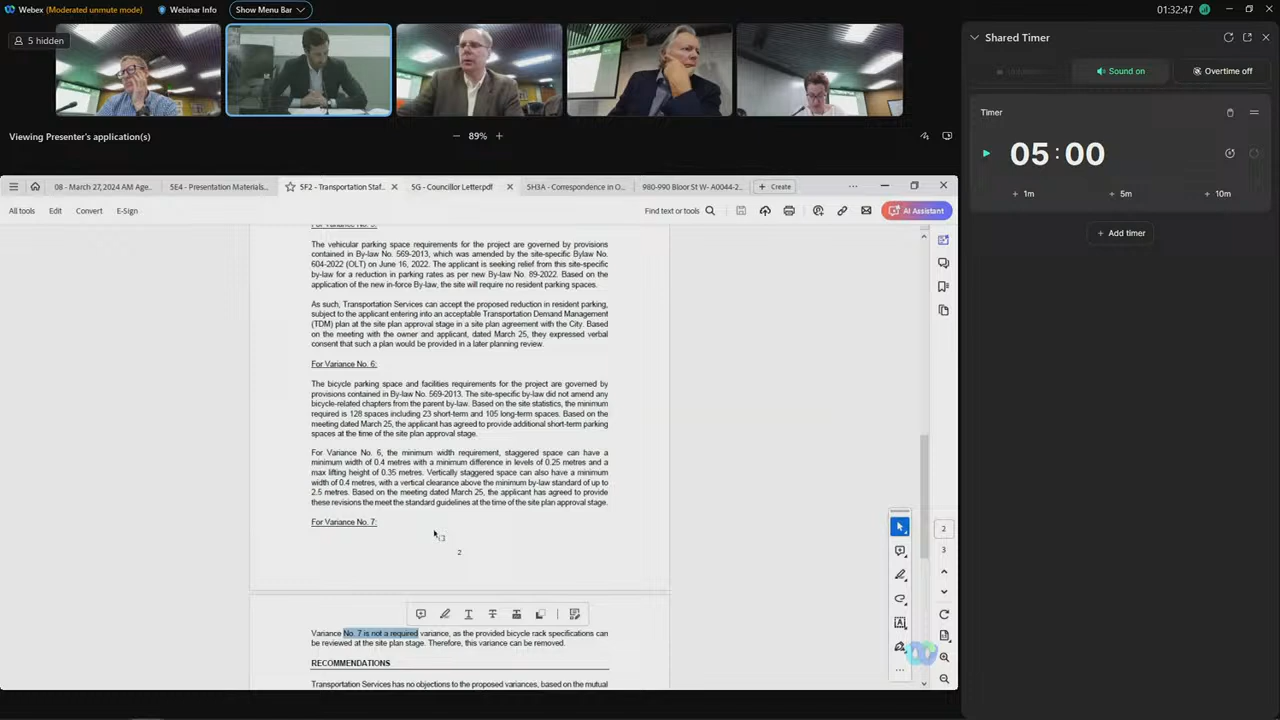 Webex (Moderated unmute mode) Webinar Info Show Menu Bar 01:32:47
5 hidden
Viewing Presenter's application(s) 89%
Shared Timer
Sound on Overtime off
Timer
05:00
1m 5m 10m
Add timer
08 - March 27,2024 AM Age... 5E4 - Presentation Materials... 5F2 - Transportation Staf... 5G - Councillor Letterpdf 5H3A - Correspondence in O... 980-990 Bloor St W- A0044-2... Create
All tools Edit Convert E-Sign Find text or tools AI Assistant
For Variance No. 5:
The vehicular parking space requirements for the project are governed by provisions
contained in By-law No. 569-2013, which was amended by the site-specific Bylaw No.
604-2022 (OLT) on June 16, 2022. The applicant is seeking relief from this site-specific
by-law for a reduction in parking rates as per new By-law No. 89-2022. Based on the
application of the new in-force By-law, the site will require no resident parking spaces.
As such, Transportation Services can accept the proposed reduction in resident parking,
subject to the applicant entering into an acceptable Transportation Demand Management
(TDM) plan at the site plan approval stage in a site plan agreement with the City. Based
on the meeting with the owner and applicant, dated March 25, they expressed verbal
consent that such a plan would be provided in a later planning review.
For Variance No. 6:
The bicycle parking space and facilities requirements for the project are governed by
provisions contained in By-law No. 569-2013. The site-specific by-law did not amend any
bicycle-related chapters from the parent by-law. Based on the site statistics, the minimum
required is 128 spaces including 23 short-term and 105 long-term spaces. Based on the
meeting dated March 25, the applicant has agreed to provide additional short-term parking
spaces at the time of the site plan approval stage.
For Variance No. 6, the minimum width requirement, staggered space can have a
minimum width of 0.4 metres with a minimum difference in levels of 0.25 metres and a
max lifting height of 0.35 metres. Vertically staggered space can also have a minimum
width of 0.4 metres, with a vertical clearance above the minimum by-law standard of up to
2.5 metres. Based on the meeting dated March 25, the applicant has agreed to provide
these revisions the meet the standard guidelines at the time of the site plan approval stage.
For Variance No. 7:
2
Variance No. 7 is not a required variance, as the provided bicycle rack specifications can
be reviewed at the site plan stage. Therefore, this variance can be removed.
RECOMMENDATIONS
Transportation Services has no objections to the proposed variances, based on the mutual
2
3